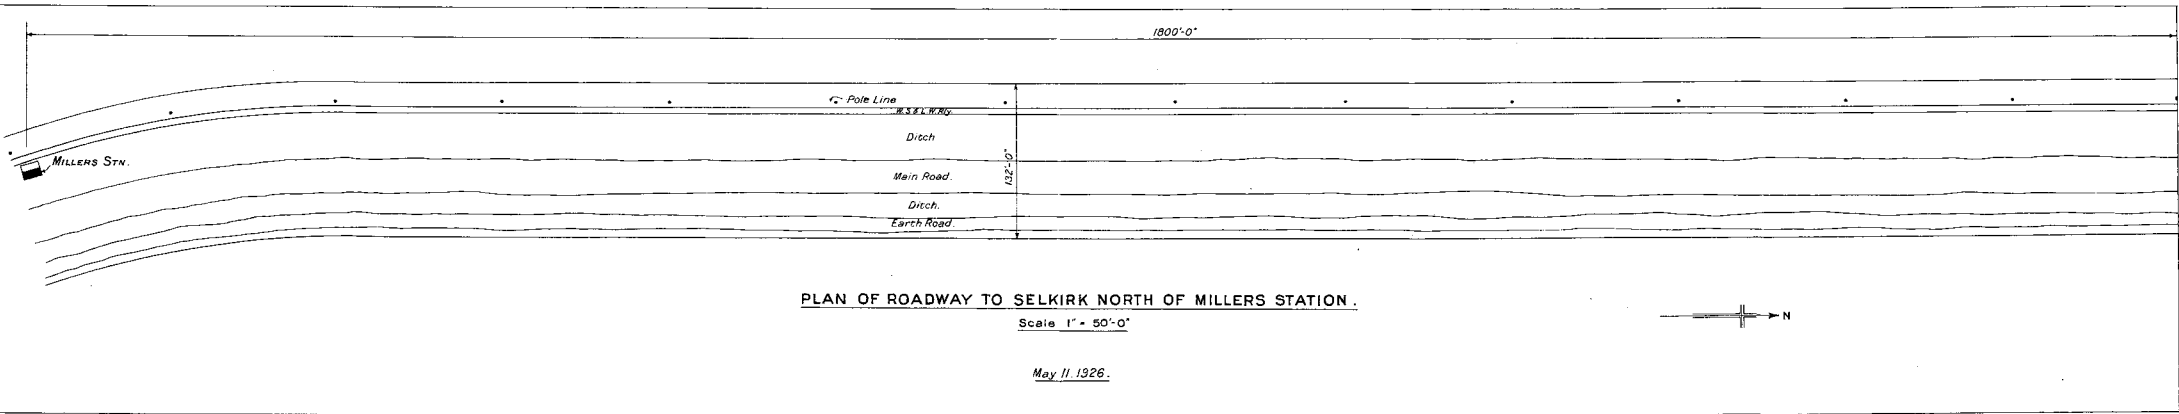 1800'-0"
Pole Line
W.S & L.W.Rly.
Ditch
MILLERS STN.
132'-0"
Main Road.
Ditch.
Earth Road.
PLAN OF ROADWAY TO SELKIRK NORTH OF MILLERS STATION.
Scale 1" = 50'-0"
N
May 11. 1926.